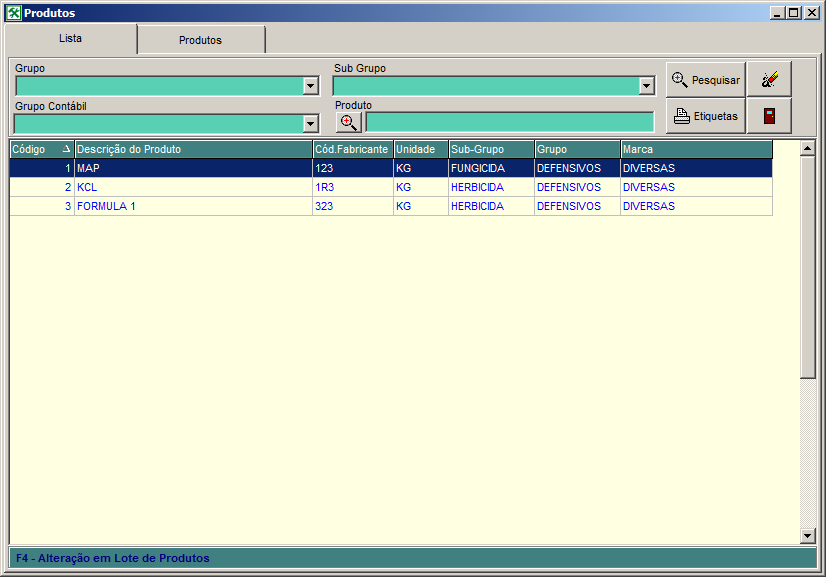 Produtos
Lista
Produtos
Grupo
Sub Grupo
Pesquisar
Grupo Contábil
Produto
Etiquetas
Código Descrição do Produto Cód.Fabricante Unidade Sub-Grupo Grupo Marca
1 MAP 123 KG FUNGICIDA DEFENSIVOS DIVERSAS
2 KCL 1R3 KG HERBICIDA DEFENSIVOS DIVERSAS
3 FORMULA 1 323 KG HERBICIDA DEFENSIVOS DIVERSAS
F4 - Alteração em Lote de Produtos